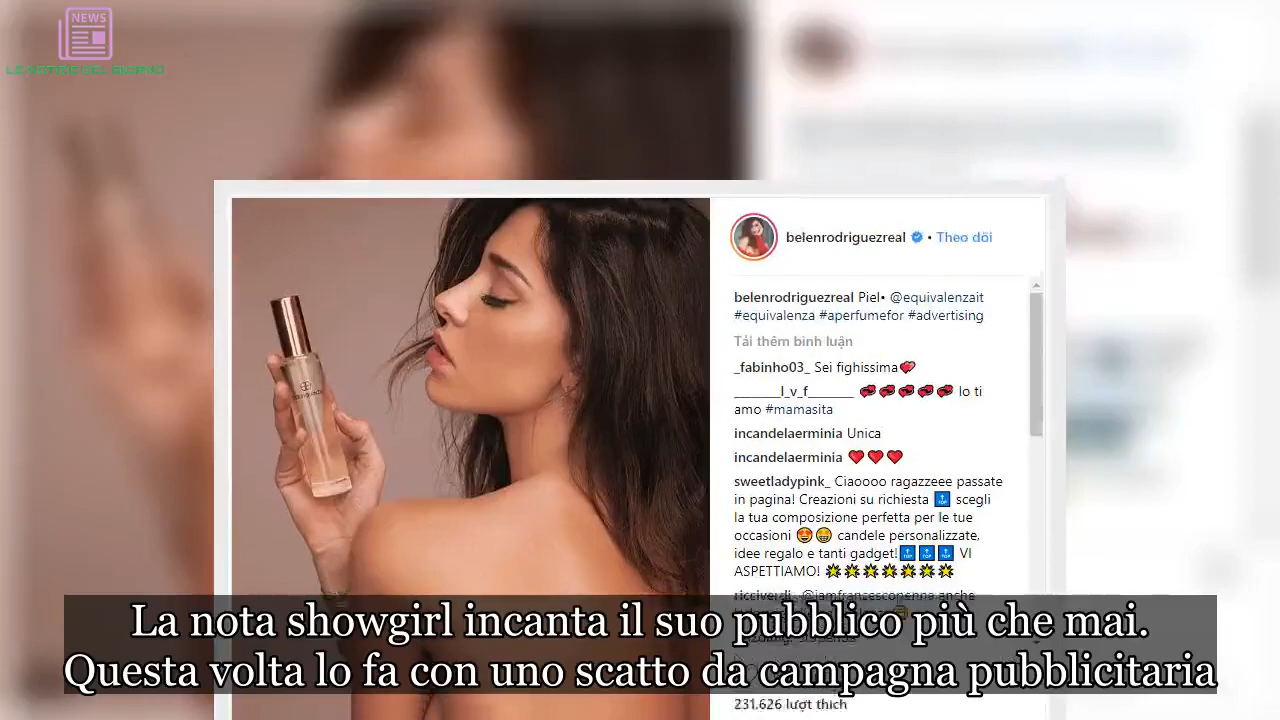 NEWS
LE NOTIZIE DEL GIORNO
belenrodriguezreal • Theo dõi
belenrodriguezreal Piel• @equivalenzait
#equivalenza #aperfumefor #advertising
Tải thêm bình luận
_fabinho03_ Sei fighissima❤
💞💞💞💞💞 Io ti
amo #mamasita
incandelaerminia Unica
incandelaerminia ❤❤❤
sweetladypink_ Ciaoooo ragazzeee passate
in pagina! Creazioni su richiesta 🔝 scegli
la tua composizione perfetta per le tue
occasioni 😍😁 candele personalizzate,
idee regalo e tanti gadget!🔝🔝🔝 VI
ASPETTIAMO! 💥💥💥💥💥💥💥
ricciverdi_ @iamfrancescopenna anche
La nota showgirl incanta il suo pubblico più che mai.
Questa volta lo fa con uno scatto da campagna pubblicitaria
231.626 lượt thích